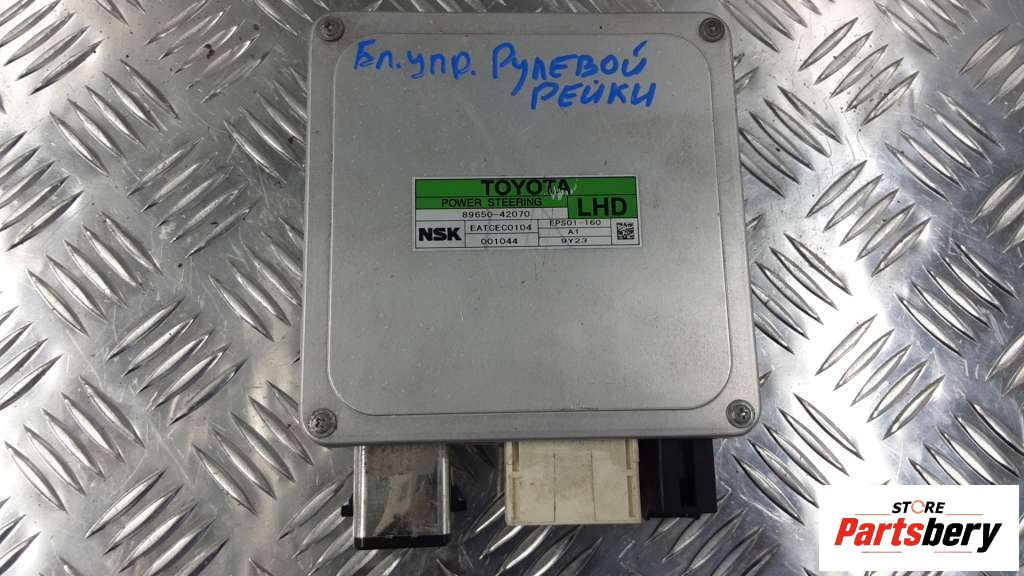 Бл. упр. Рулевой
рейки
TOYOTA
POWER STEERING
LHD
89650-42070
EPS01-160
NSK
EATCEC0104
A1
001044
9Y23
STORE
Partsbery